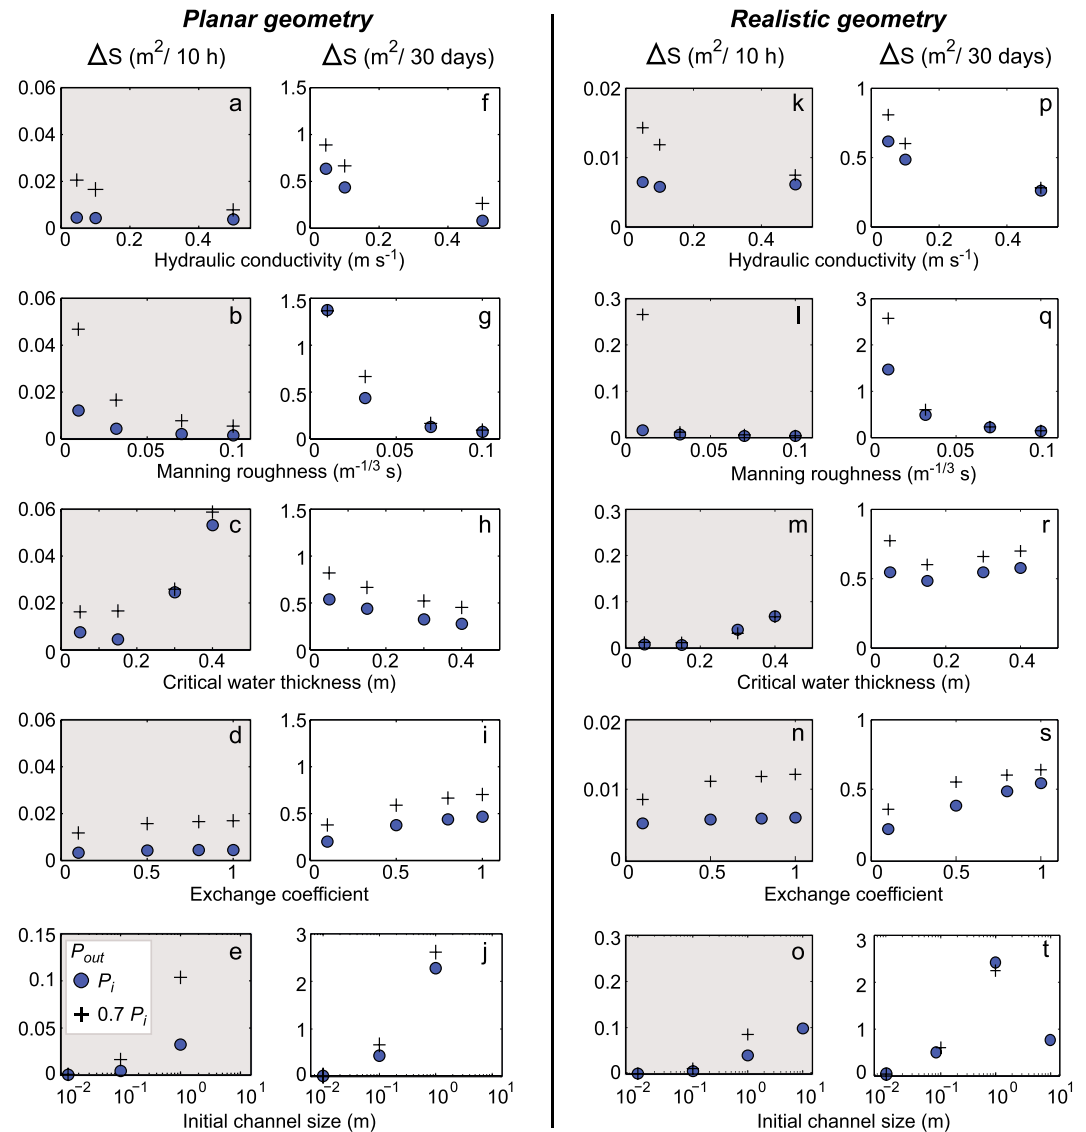 Planar geometry
Realistic geometry
ΔS (m²/ 10 h)
ΔS (m²/ 30 days)
ΔS (m²/ 10 h)
ΔS (m²/ 30 days)
0.06
0.04
0.02
0
a
0 0.2 0.4
1.5
1
0.5
0
f
0 0.2 0.4
Hydraulic conductivity (m s⁻¹)
0.02
0.01
0
k
0 0.2 0.4
1
0.5
0
p
0 0.2 0.4
Hydraulic conductivity (m s⁻¹)
0.06
0.04
0.02
0
b
0 0.05 0.1
1.5
1
0.5
0
g
0 0.05 0.1
Manning roughness (m⁻¹/³ s)
0.3
0.2
0.1
0
l
0 0.05 0.1
3
2
1
0
q
0 0.05 0.1
Manning roughness (m⁻¹/³ s)
0.06
0.04
0.02
0
c
0 0.2 0.4
1.5
1
0.5
0
h
0 0.2 0.4
Critical water thickness (m)
0.3
0.2
0.1
0
m
0 0.2 0.4
1
0.5
0
r
0 0.2 0.4
Critical water thickness (m)
0.06
0.04
0.02
0
d
0 0.5 1
1.5
1
0.5
0
i
0 0.5 1
Exchange coefficient
0.02
0.01
0
n
0 0.5 1
1
0.5
0
s
0 0.5 1
Exchange coefficient
0.15
0.1
0.05
0
e
P_out
P_i
0.7 P_i
10⁻² 10⁻¹ 10⁰ 10¹
3
2
1
0
j
10⁻² 10⁻¹ 10⁰ 10¹
Initial channel size (m)
0.3
0.2
0.1
0
o
10⁻² 10⁻¹ 10⁰ 10¹
3
2
1
0
t
10⁻² 10⁻¹ 10⁰ 10¹
Initial channel size (m)